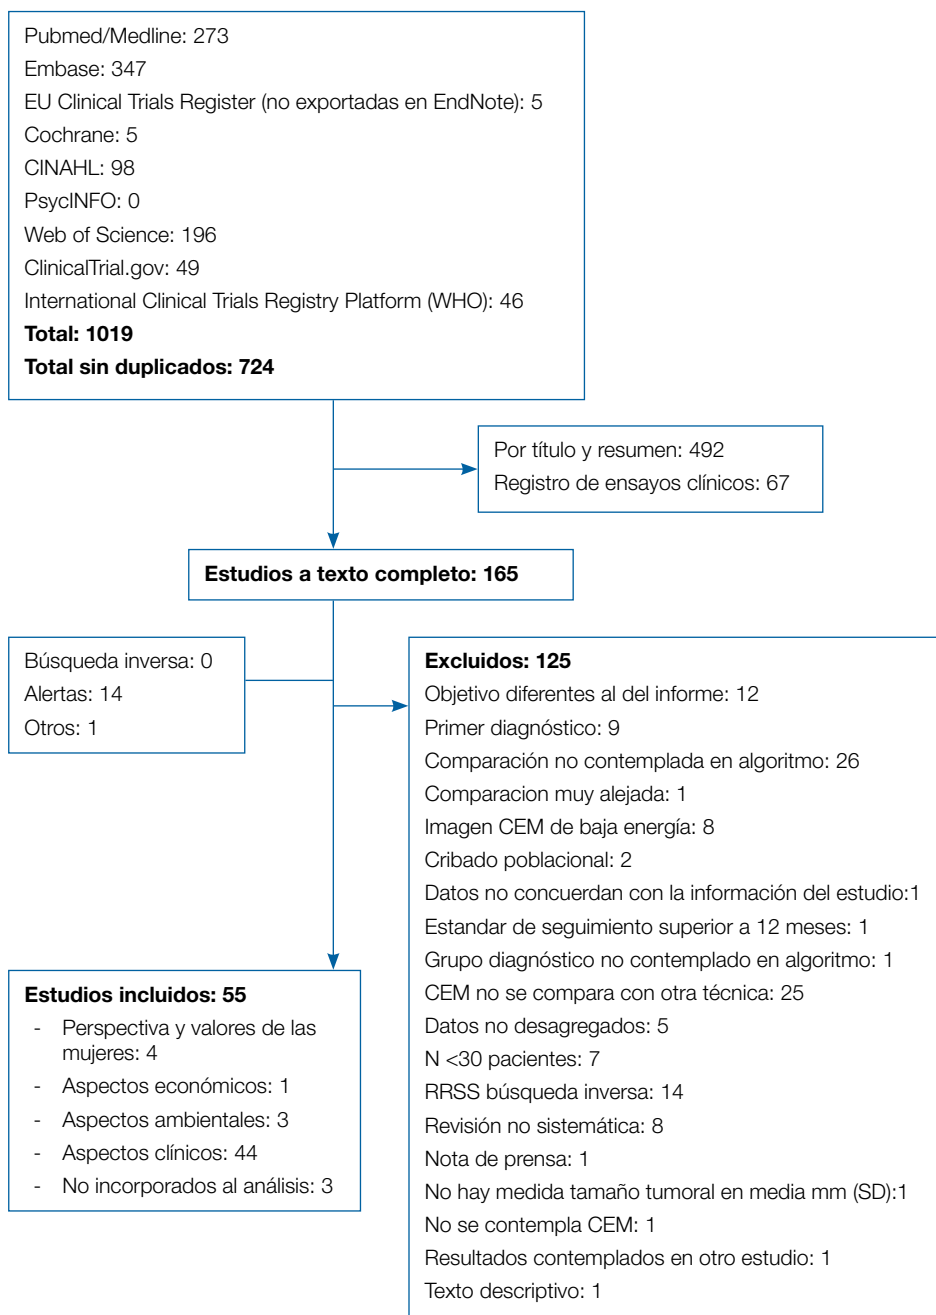 Pubmed/Medline: 273
Embase: 347
EU Clinical Trials Register (no exportadas en EndNote): 5
Cochrane: 5
CINAHL: 98
PsycINFO: 0
Web of Science: 196
ClinicalTrial.gov: 49
International Clinical Trials Registry Platform (WHO): 46
Total: 1019
Total sin duplicados: 724
Por título y resumen: 492
Registro de ensayos clínicos: 67
Estudios a texto completo: 165
Búsqueda inversa: 0
Alertas: 14
Otros: 1
Excluidos: 125
Objetivo diferentes al del informe: 12
Primer diagnóstico: 9
Comparación no contemplada en algoritmo: 26
Comparacion muy alejada: 1
Imagen CEM de baja energía: 8
Cribado poblacional: 2
Datos no concuerdan con la información del estudio:1
Estandar de seguimiento superior a 12 meses: 1
Grupo diagnóstico no contemplado en algoritmo: 1
CEM no se compara con otra técnica: 25
Datos no desagregados: 5
N <30 pacientes: 7
RRSS búsqueda inversa: 14
Revisión no sistemática: 8
Nota de prensa: 1
No hay medida tamaño tumoral en media mm (SD):1
No se contempla CEM: 1
Resultados contemplados en otro estudio: 1
Texto descriptivo: 1
Estudios incluidos: 55
- Perspectiva y valores de las
mujeres: 4
- Aspectos económicos: 1
- Aspectos ambientales: 3
- Aspectos clínicos: 44
- No incorporados al análisis: 3